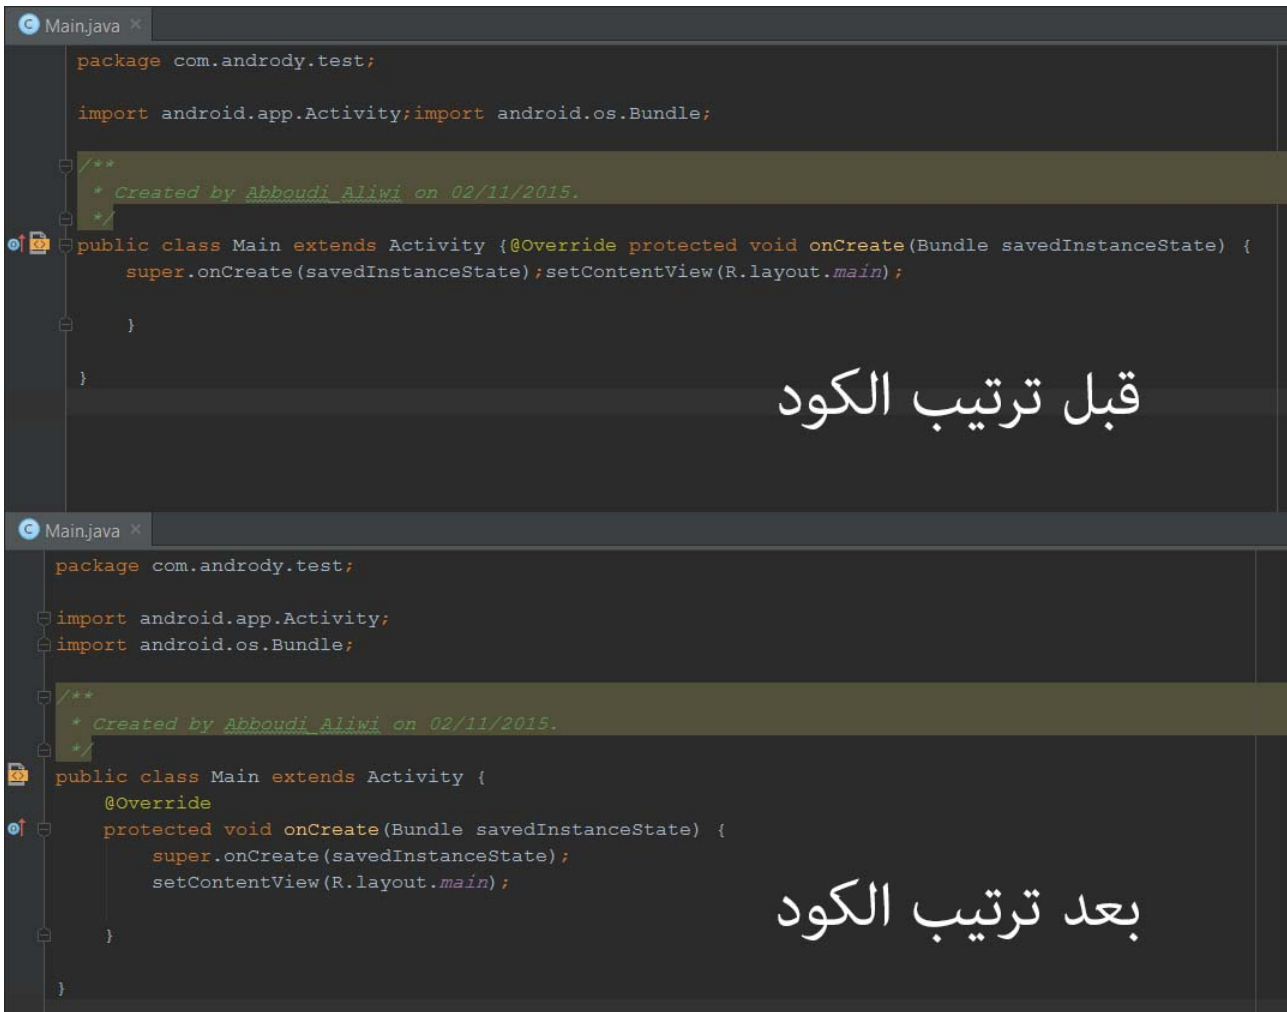 Main.java
package com.andrody.test;
import android.app.Activity;import android.os.Bundle;
/**
* Created by Abboudi_Aliwi on 02/11/2015.
*/
public class Main extends Activity {@Override protected void onCreate(Bundle savedInstanceState) {
super.onCreate(savedInstanceState);setContentView(R.layout.main);
}
}
قبل ترتيب الكود
Main.java
package com.andrody.test;
import android.app.Activity;
import android.os.Bundle;
/**
* Created by Abboudi_Aliwi on 02/11/2015.
*/
public class Main extends Activity {
@Override
protected void onCreate(Bundle savedInstanceState) {
super.onCreate(savedInstanceState);
setContentView(R.layout.main);
}
بعد ترتيب الكود
}